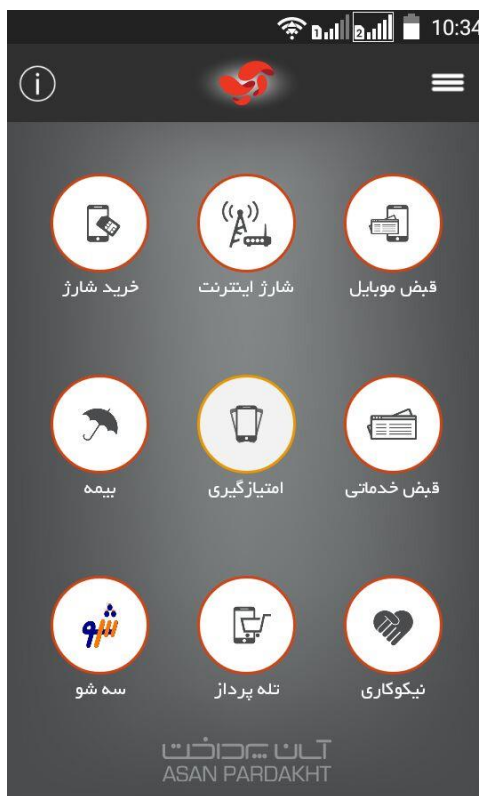 10:34
قبض موبایل
شارژ اینترنت
خرید شارژ
قبض خدماتی
امتیازگیری
بیمه
نیکوکاری
تله پرداز
شو
سه شو
آسان پرداخت
ASAN PARDAKHT